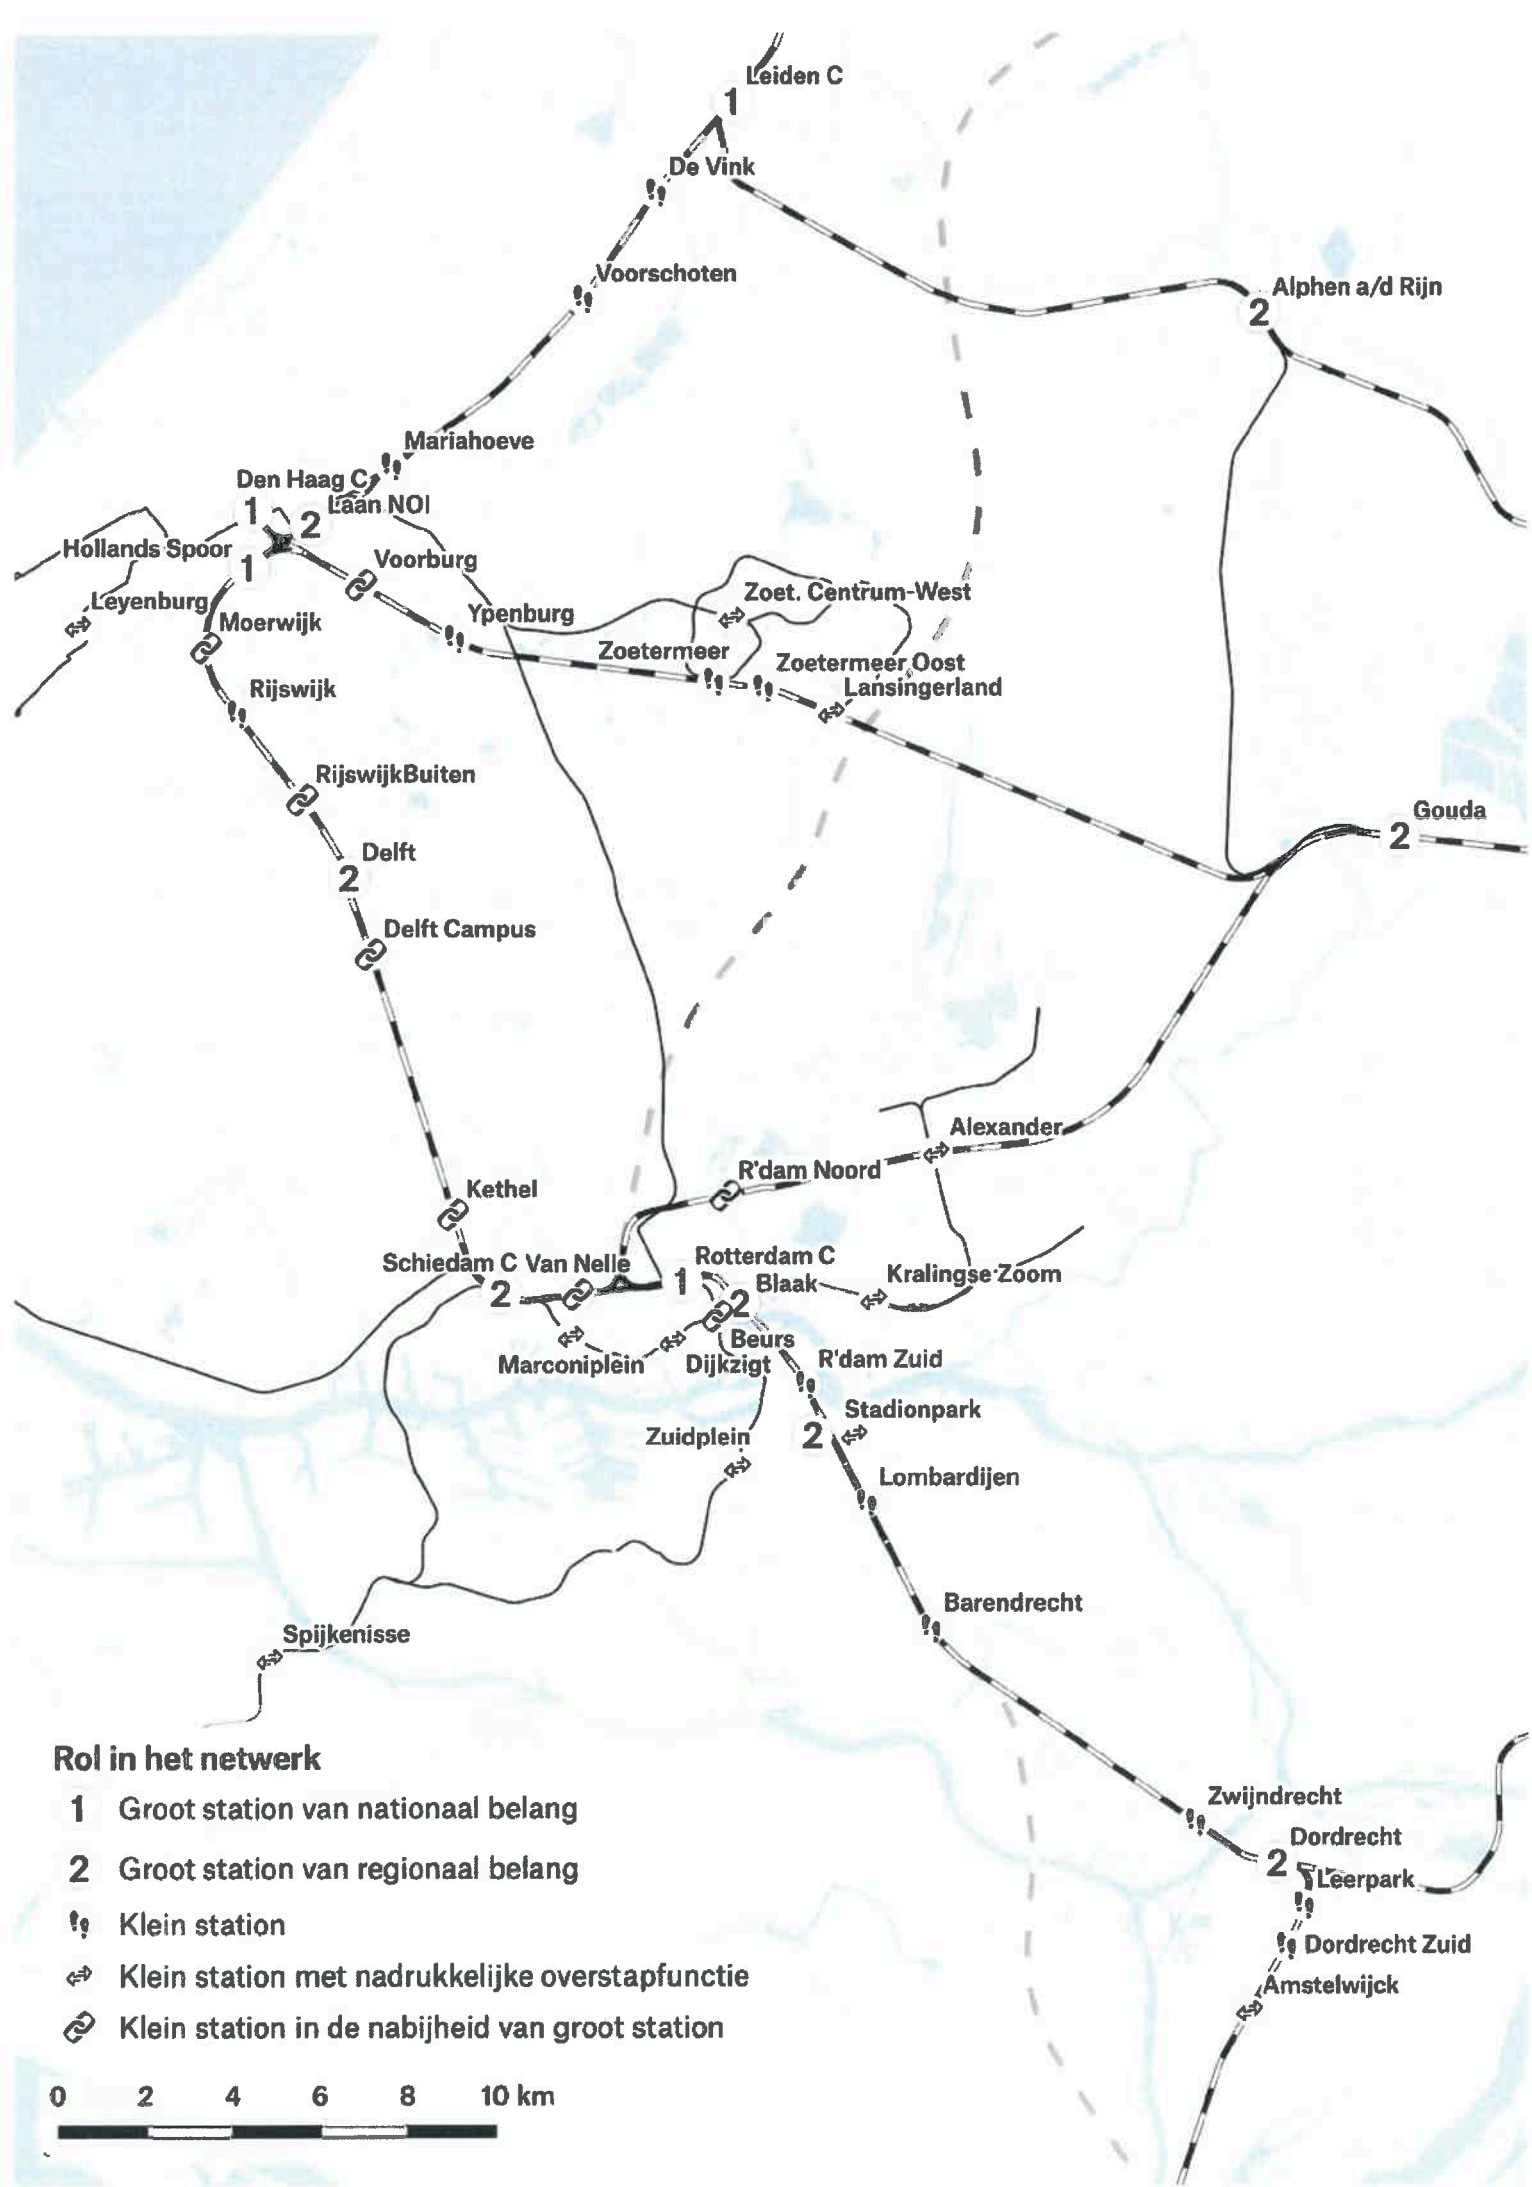 Leiden C
1
De Vink
Voorschoten
Alphen a/d Rijn
2
Mariahoeve
Den Haag C
1
Laan NOI
2
Hollands Spoor
1
Voorburg
Zoet. Centrum-West
Leyenburg
Moerwijk
Ypenburg
Zoetermeer
Zoetermeer Oost
Lansingerland
Rijswijk
RijswijkBuiten
Gouda
2
Delft
2
Delft Campus
Alexander
R'dam Noord
Kethel
Schiedam C
2
Van Nelle
Rotterdam C
1
Blaak
2
Kralingse Zoom
Beurs
Marconiplein
Dijkzigt
R'dam Zuid
Stadionpark
2
Zuidplein
Lombardijen
Barendrecht
Spijkenisse
Zwijndrecht
Dordrecht
2
Leerpark
Dordrecht Zuid
Amstelwijck
Rol in het netwerk
1 Groot station van nationaal belang
2 Groot station van regionaal belang
Klein station
Klein station met nadrukkelijke overstapfunctie
Klein station in de nabijheid van groot station
0 2 4 6 8 10 km